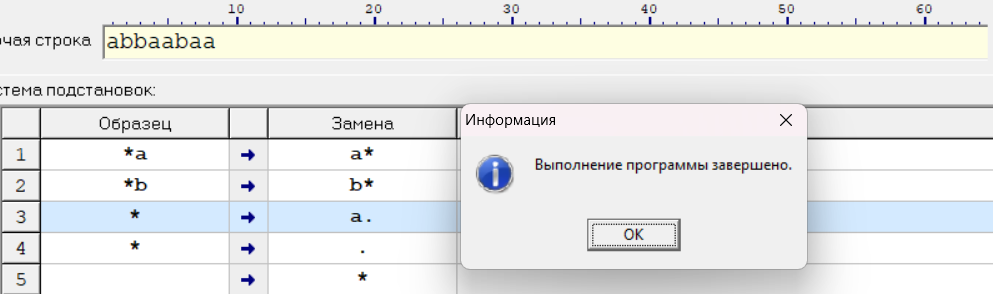 10 20 30 40 50 60
чая строка abbaabaa
стема подстановок:
Образец Замена
Информация
1 *a → a*
Выполнение программы завершено.
2 *b → b*
3 * → a.
OK
4 * → .
5 → *